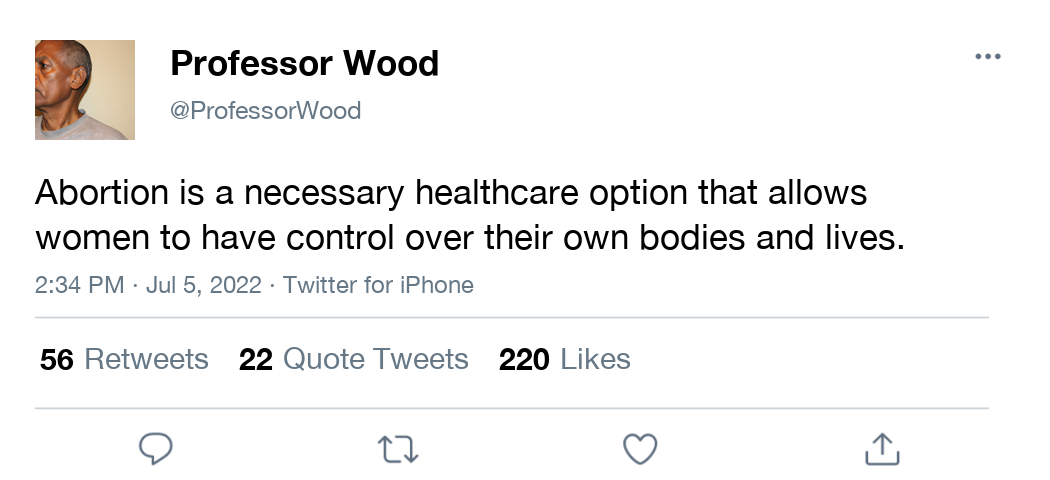 Professor Wood
@ProfessorWood
Abortion is a necessary healthcare option that allows
women to have control over their own bodies and lives.
2:34 PM · Jul 5, 2022 · Twitter for iPhone
56 Retweets 22 Quote Tweets 220 Likes